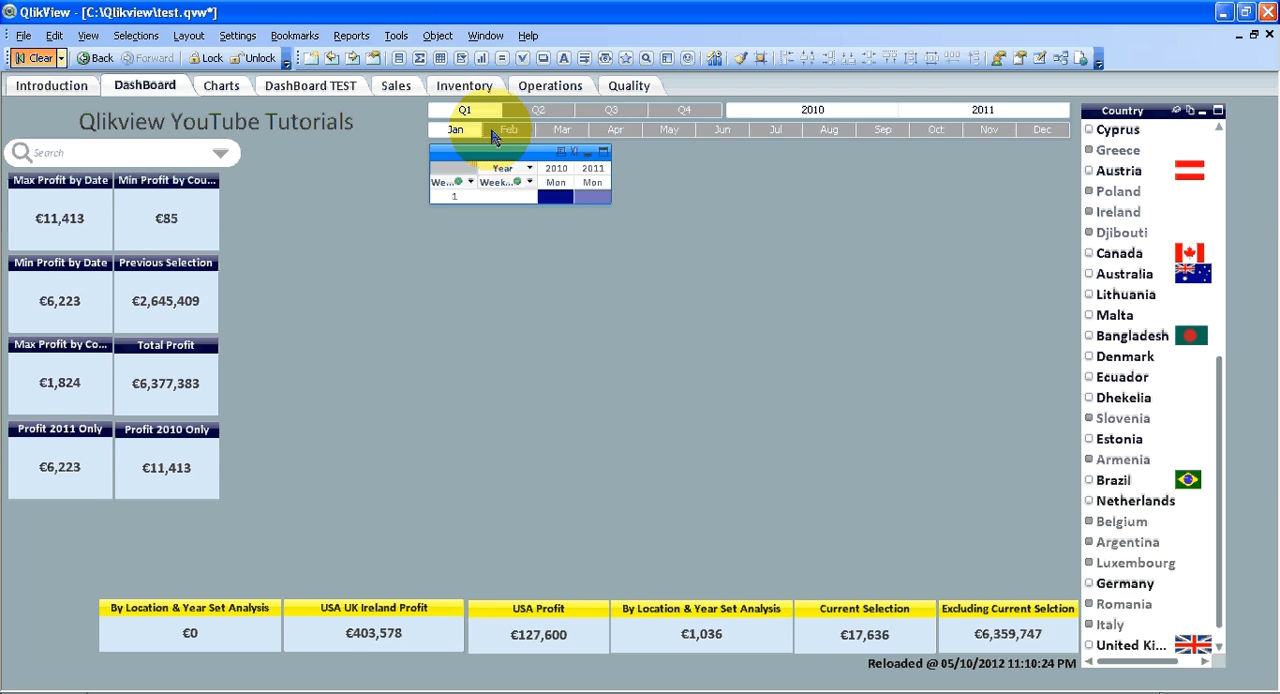 QlikView - [C:\Qlikview\test.qvw*]
File Edit View Selections Layout Settings Bookmarks Reports Tools Object Window Help
Clear Back Forward Lock Unlock
Introduction DashBoard Charts DashBoard TEST Sales Inventory Operations Quality
Qlikview YouTube Tutorials
Search
Q1 Q2 Q3 Q4 2010 2011
Jan Feb Mar Apr May Jun Jul Aug Sep Oct Nov Dec
Year 2010 2011
We... Week... Mon Mon
1
Max Profit by Date Min Profit by Cou...
€11,413 €85
Min Profit by Date Previous Selection
€6,223 €2,645,409
Max Profit by Co... Total Profit
€1,824 €6,377,383
Profit 2011 Only Profit 2010 Only
€6,223 €11,413
Country
Cyprus
Greece
Austria
Poland
Ireland
Djibouti
Canada
Australia
Lithuania
Malta
Bangladesh
Denmark
Ecuador
Dhekelia
Slovenia
Estonia
Armenia
Brazil
Netherlands
Belgium
Argentina
Luxembourg
Germany
Romania
Italy
United Ki...
By Location & Year Set Analysis USA UK Ireland Profit USA Profit By Location & Year Set Analysis Current Selection Excluding Current Selction
€0 €403,578 €127,600 €1,036 €17,636 €6,359,747
Reloaded @ 05/10/2012 11:10:24 PM